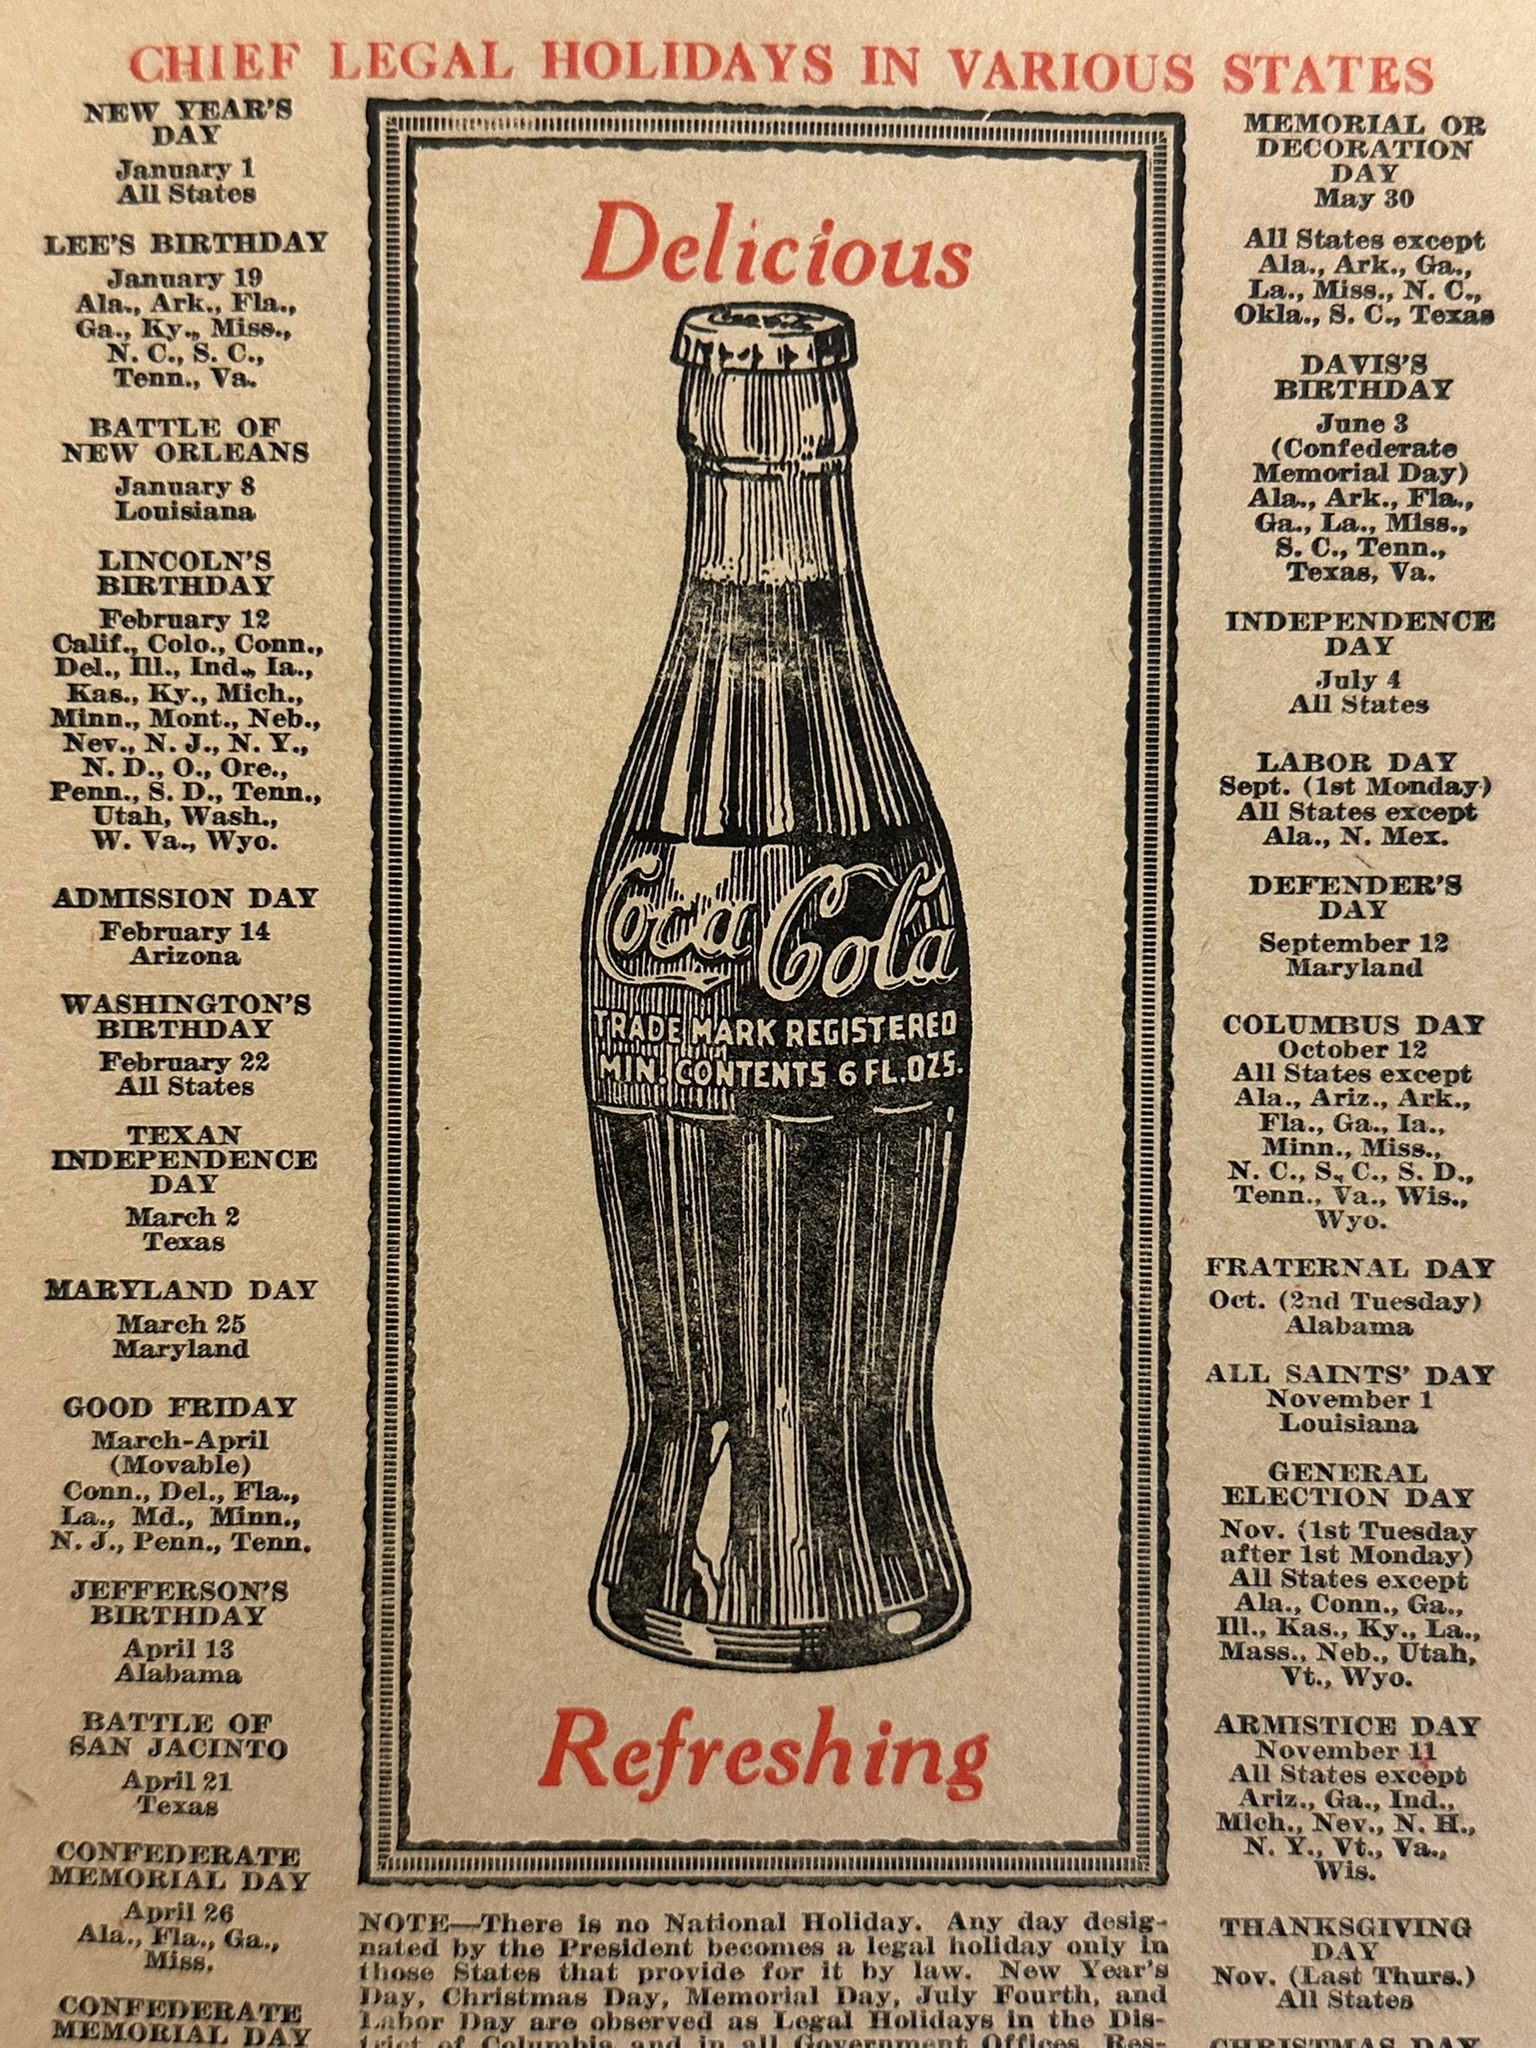 CHIEF LEGAL HOLIDAYS IN VARIOUS STATES
NEW YEAR'S
DAY
January 1
All States
LEE'S BIRTHDAY
January 19
Ala., Ark., Fla.,
Ga., Ky., Miss.,
N. C., S. C.,
Tenn., Va.
BATTLE OF
NEW ORLEANS
January 8
Louisiana
LINCOLN'S
BIRTHDAY
February 12
Calif., Colo., Conn.,
Del., Ill., Ind., Ia.,
Kas., Ky., Mich.,
Minn., Mont., Neb.,
Nev., N. J., N. Y.,
N. D., O., Ore.,
Penn., S. D., Tenn.,
Utah, Wash.,
W. Va., Wyo.
ADMISSION DAY
February 14
Arizona
WASHINGTON'S
BIRTHDAY
February 22
All States
TEXAN
INDEPENDENCE
DAY
March 2
Texas
MARYLAND DAY
March 25
Maryland
GOOD FRIDAY
March-April
(Movable)
Conn., Del., Fla.,
La., Md., Minn.,
N. J., Penn., Tenn.
JEFFERSON'S
BIRTHDAY
April 13
Alabama
BATTLE OF
SAN JACINTO
April 21
Texas
CONFEDERATE
MEMORIAL DAY
April 26
Ala., Fla., Ga.,
Miss.
CONFEDERATE
MEMORIAL DAY
Delicious
Coca-Cola
Coca Cola
TRADE MARK REGISTERED
MIN. CONTENTS 6 FL. OZS.
Refreshing
NOTE—There is no National Holiday. Any day desig-
nated by the President becomes a legal holiday only in
those States that provide for it by law. New Year's
Day, Christmas Day, Memorial Day, July Fourth, and
Labor Day are observed as Legal Holidays in the Dis-
trict of Columbia and in all Government Offices. Res-
MEMORIAL OR
DECORATION
DAY
May 30
All States except
Ala., Ark., Ga.,
La., Miss., N. C.,
Okla., S. C., Texas
DAVIS'S
BIRTHDAY
June 3
(Confederate
Memorial Day)
Ala., Ark., Fla.,
Ga., La., Miss.,
S. C., Tenn.,
Texas, Va.
INDEPENDENCE
DAY
July 4
All States
LABOR DAY
Sept. (1st Monday)
All States except
Ala., N. Mex.
DEFENDER'S
DAY
September 12
Maryland
COLUMBUS DAY
October 12
All States except
Ala., Ariz., Ark.,
Fla., Ga., Ia.,
Minn., Miss.,
N. C., S. C., S. D.,
Tenn., Va., Wis.,
Wyo.
FRATERNAL DAY
Oct. (2nd Tuesday)
Alabama
ALL SAINTS' DAY
November 1
Louisiana
GENERAL
ELECTION DAY
Nov. (1st Tuesday
after 1st Monday)
All States except
Ala., Conn., Ga.,
Ill., Kas., Ky., La.,
Mass., Neb., Utah,
Vt., Wyo.
ARMISTICE DAY
November 11
All States except
Ariz., Ga., Ind.,
Mich., Nev., N. H.,
N. Y., Vt., Va.,
Wis.
THANKSGIVING
DAY
Nov. (Last Thurs.)
All States
CHRISTMAS DAY